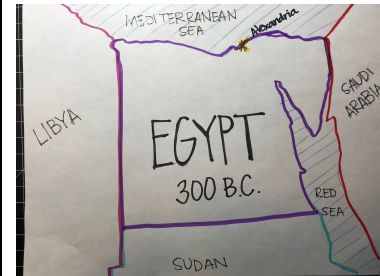 MEDITERRANEAN
SEA
Alexandria
LIBYA
SAUDI
ARABIA
EGYPT
300 B.C.
RED
SEA
SUDAN